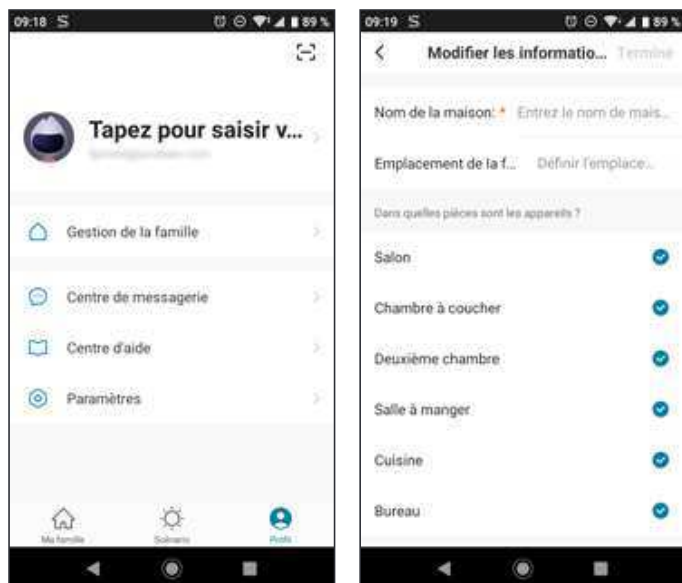 09:18 S 89 %
Tapez pour saisir v...
Gestion de la famille
Centre de messagerie
Centre d'aide
Paramètres
Ma famille
Scénario
Profil
09:19 S 89 %
Modifier les informatio... Terminé
Nom de la maison: * Entrez le nom de mais...
Emplacement de la f... Définir l'emplace...
Dans quelles pièces sont les appareils ?
Salon
Chambre à coucher
Deuxième chambre
Salle à manger
Cuisine
Bureau